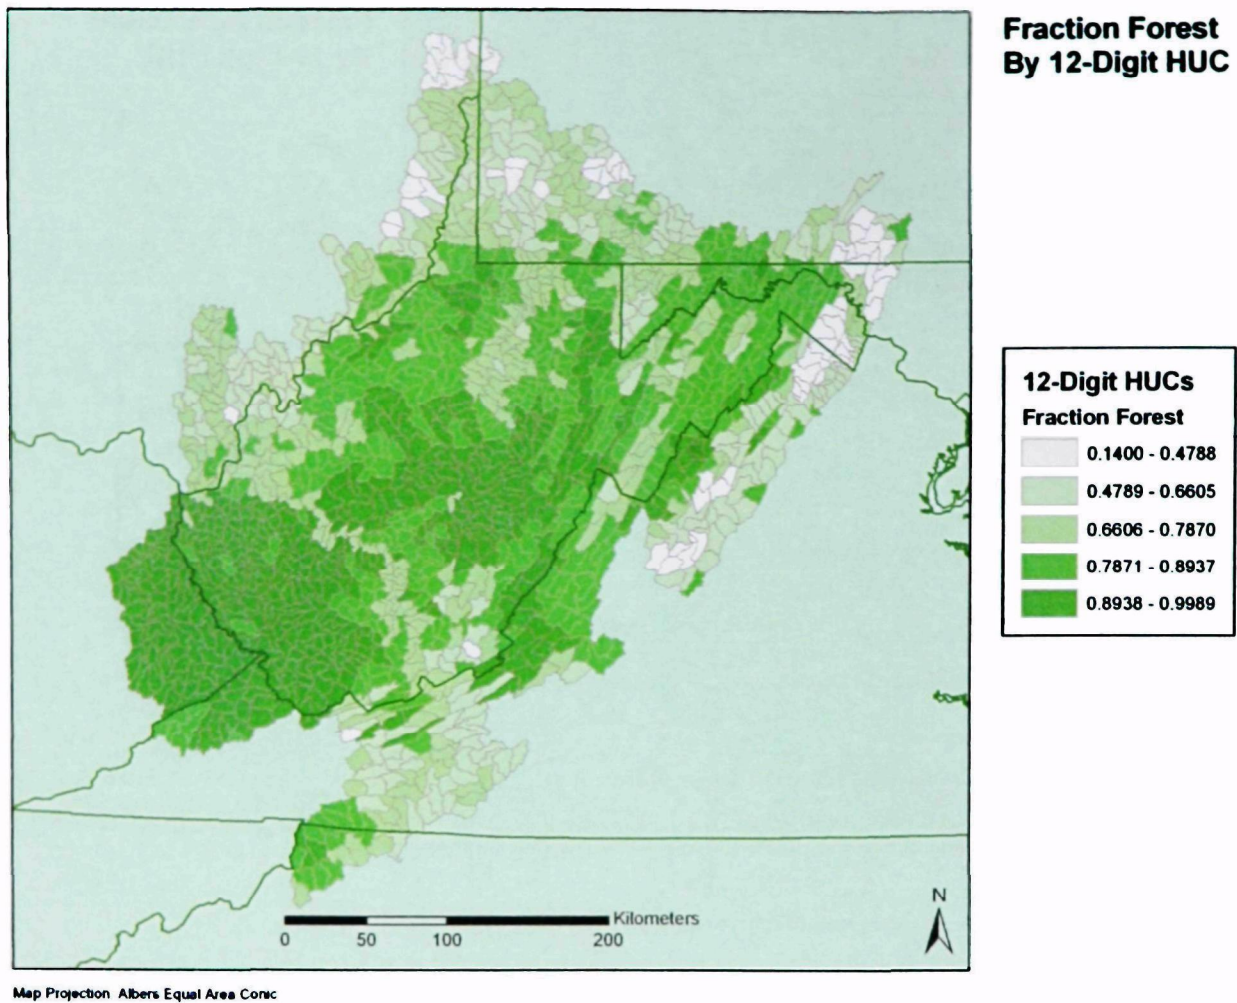 Fraction Forest
By 12-Digit HUC
12-Digit HUCs
Fraction Forest
0.1400 - 0.4788
0.4789 - 0.6605
0.6606 - 0.7870
0.7871 - 0.8937
0.8938 - 0.9989
N
Kilometers
0 50 100 200
Map Projection Albers Equal Area Conic